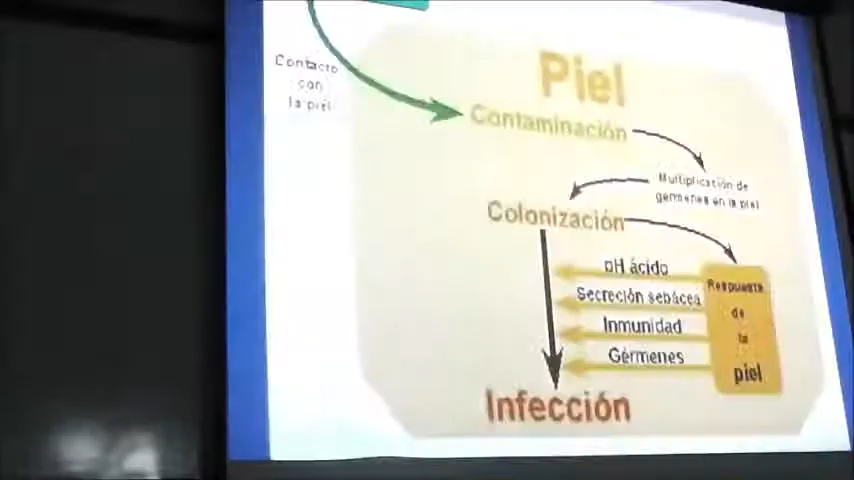 Piel
Contacto
con
la piel
Contaminación
Multiplicación de
gérmenes en la piel
Colonización
pH ácido
Secreción sebácea
Inmunidad
Gérmenes
Respuesta
de
la
piel
Infección